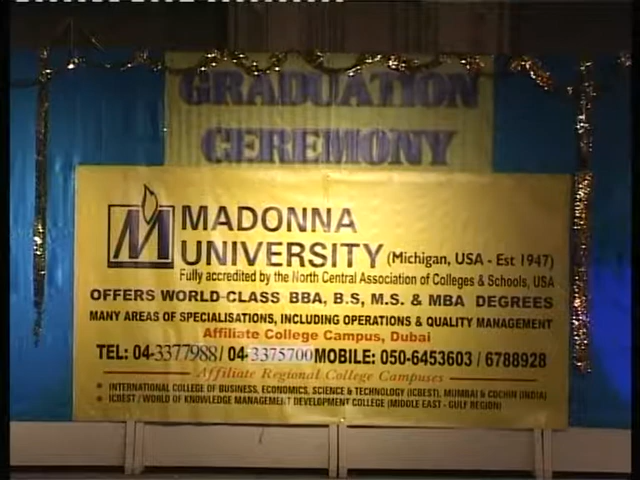 GRADUATION
CEREMONY
M MADONNA
UNIVERSITY (Michigan, USA - Est 1947)
Fully accredited by the North Central Association of Colleges & Schools, USA
OFFERS WORLD-CLASS BBA, B.S, M.S. & MBA DEGREES
MANY AREAS OF SPECIALISATIONS, INCLUDING OPERATIONS & QUALITY MANAGEMENT
Affiliate College Campus, Dubai
TEL: 04-3377988/ 04-3375700 MOBILE: 050-6453603 / 6788928
Affiliate Regional College Campuses
• INTERNATIONAL COLLEGE OF BUSINESS, ECONOMICS, SCIENCE & TECHNOLOGY (ICBEST), MUMBAI & COCHIN (INDIA)
• ICBEST / WORLD OF KNOWLEDGE MANAGEMENT DEVELOPMENT COLLEGE (MIDDLE EAST - GULF REGION)